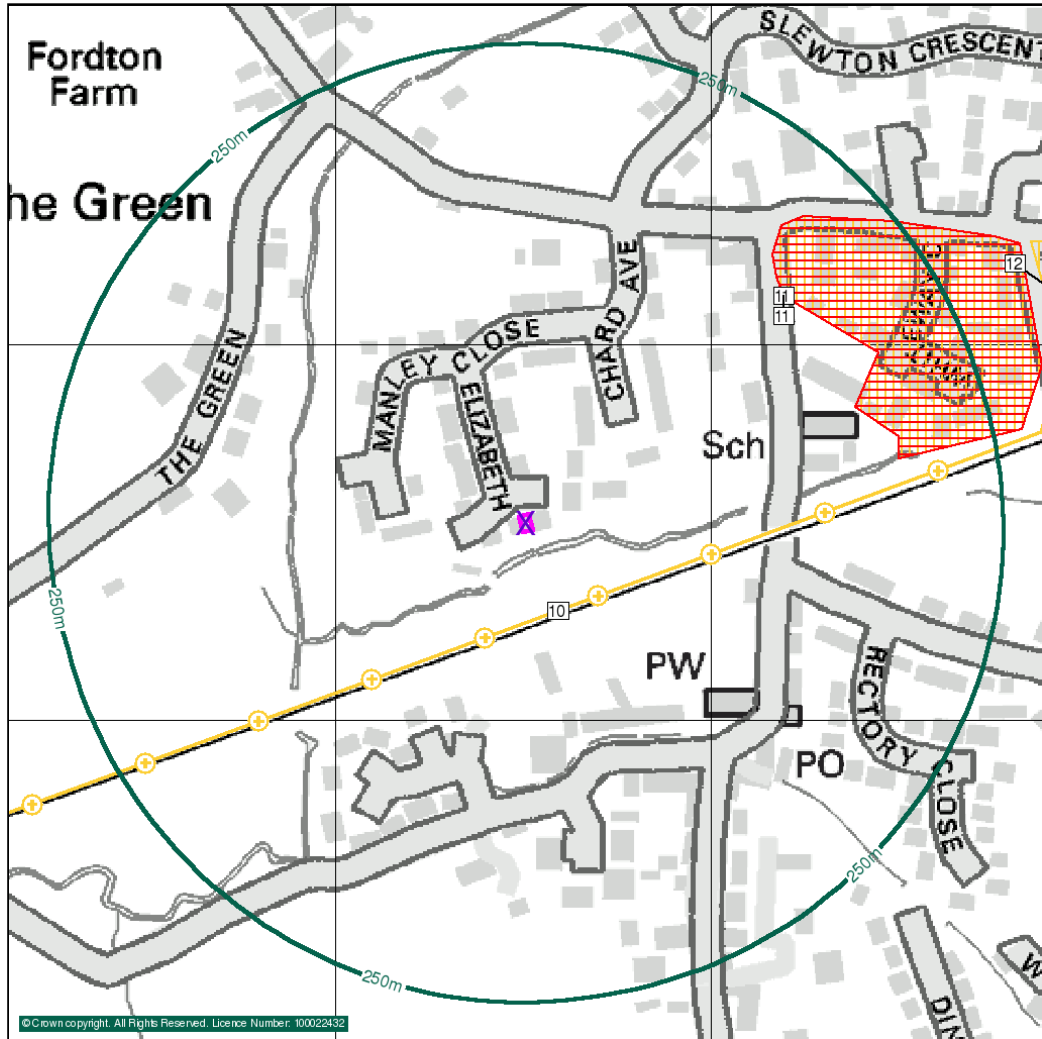 Fordton
Farm
SLEWTON CRESCENT
250m
250m
he Green
CHARD AVE
12
11
11
MANLEY CLOSE
THE GREEN
ELIZABETH
Sch
250m
10
PW
RECTORY CLOSE
PO
250m
250m
W
DIN
© Crown copyright. All Rights Reserved. Licence Number: 100022432